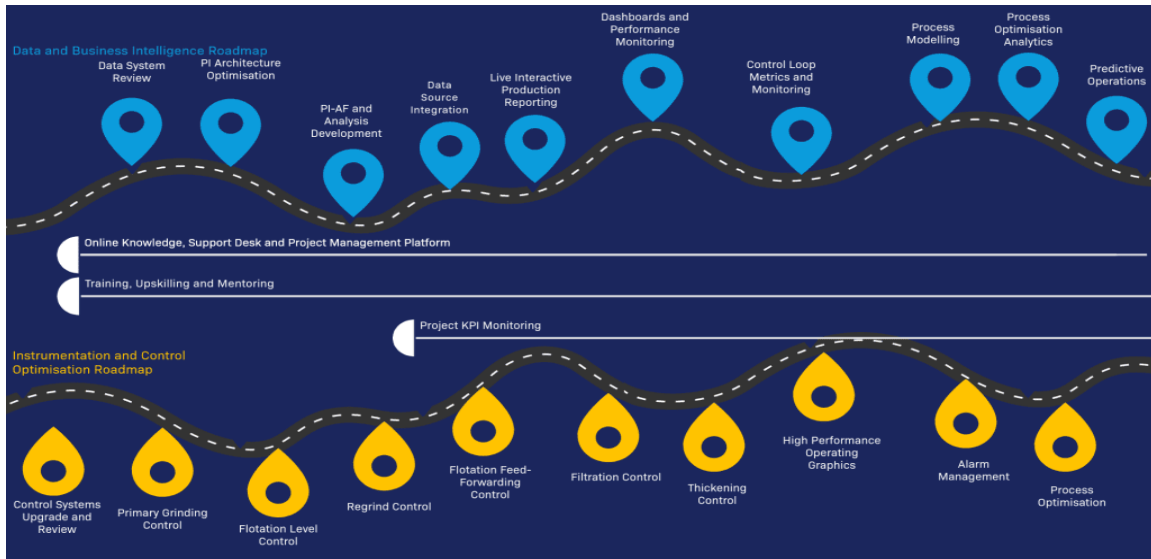 Data and Business Intelligence Roadmap
Data System
Review
PI Architecture
Optimisation
PI-AF and
Analysis
Development
Data
Source
Integration
Live Interactive
Production
Reporting
Dashboards and
Performance
Monitoring
Control Loop
Metrics and
Monitoring
Process
Modelling
Process
Optimisation
Analytics
Predictive
Operations
Online Knowledge, Support Desk and Project Management Platform
Training, Upskilling and Mentoring
Project KPI Monitoring
Instrumentation and Control
Optimisation Roadmap
Control Systems
Upgrade and
Review
Primary Grinding
Control
Flotation Level
Control
Regrind Control
Flotation Feed-
Forwarding
Control
Filtration Control
Thickening
Control
High Performance
Operating
Graphics
Alarm
Management
Process
Optimisation